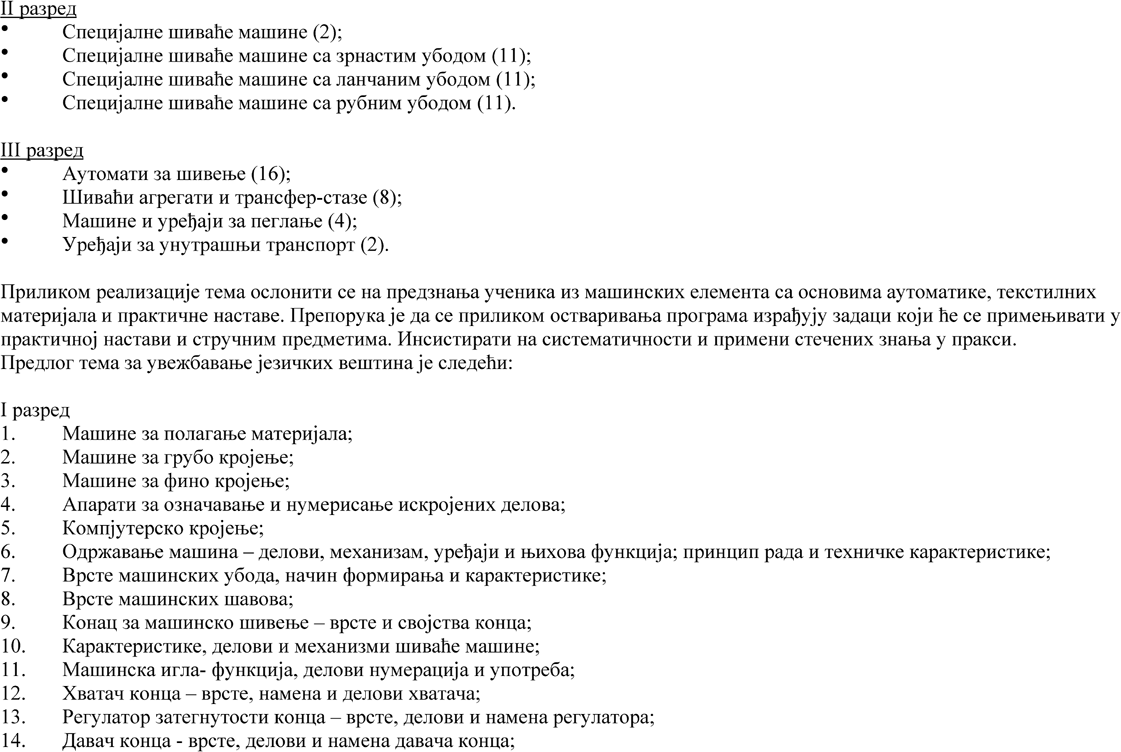 II разред
• Специјалне шиваће машине (2);
• Специјалне шиваће машине са зрнастим убодом (11);
• Специјалне шиваће машине са ланчаним убодом (11);
• Специјалне шиваће машине са рубним убодом (11).
III разред
• Аутомати за шивење (16);
• Шиваћи агрегати и трансфер-стазе (8);
• Машине и уређаји за пеглање (4);
• Уређаји за унутрашњи транспорт (2).
Приликом реализације тема ослонити се на предзнања ученика из машинских елемента са основима аутоматике, текстилних
материјала и практичне наставе. Препорука је да се приликом остваривања програма израђују задаци који ће се примењивати у
практичној настави и стручним предметима. Инсистирати на систематичности и примени стечених знања у пракси.
Предлог тема за увежбавање језичких вештина је следећи:
I разред
1. Машине за полагање материјала;
2. Машине за грубо кројење;
3. Машине за фино кројење;
4. Апарати за означавање и нумерисање искројених делова;
5. Компјутерско кројење;
6. Одржавање машина – делови, механизам, уређаји и њихова функција; принцип рада и техничке карактеристике;
7. Врсте машинских убода, начин формирања и карактеристике;
8. Врсте машинских шавова;
9. Конац за машинско шивење – врсте и својства конца;
10. Карактеристике, делови и механизми шиваће машине;
11. Машинска игла- функција, делови нумерација и употреба;
12. Хватач конца – врсте, намена и делови хватача;
13. Регулатор затегнутости конца – врсте, делови и намена регулатора;
14. Давач конца - врсте, делови и намена давача конца;